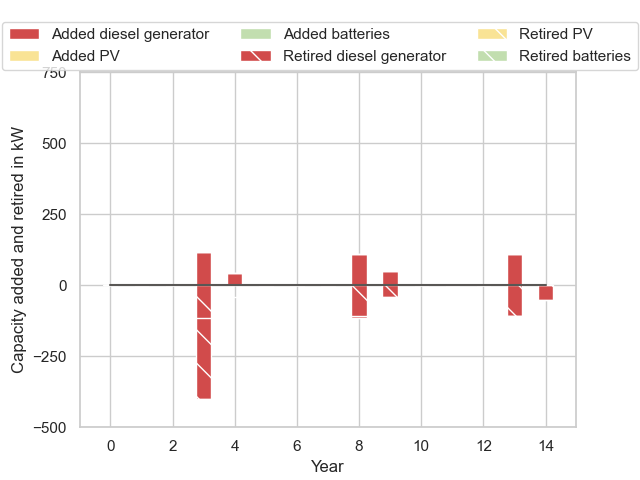 Added diesel generator Added batteries Retired PV
Added PV Retired diesel generator Retired batteries
750
500
250
0
−250
−500
Capacity added and retired in kW
0 2 4 6 8 10 12 14
Year